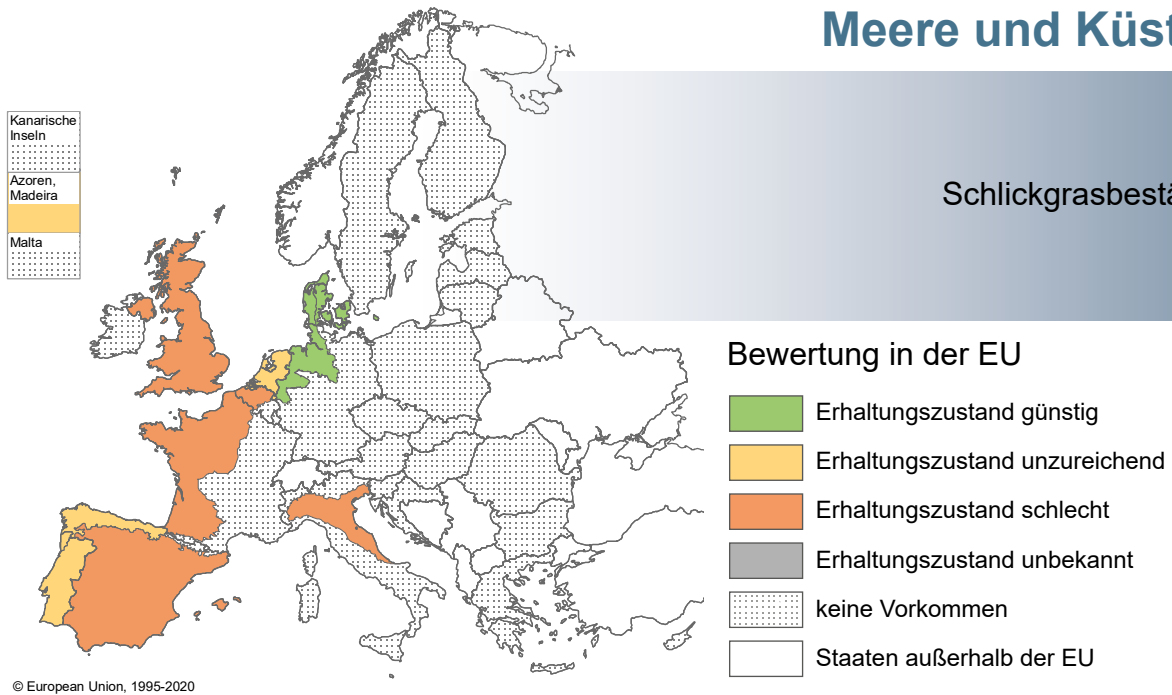 Meere und Küst
Kanarische
Inseln
Azoren,
Madeira
Malta
Schlickgrasbestä
Bewertung in der EU
Erhaltungszustand günstig
Erhaltungszustand unzureichend
Erhaltungszustand schlecht
Erhaltungszustand unbekannt
keine Vorkommen
Staaten außerhalb der EU
© European Union, 1995-2020